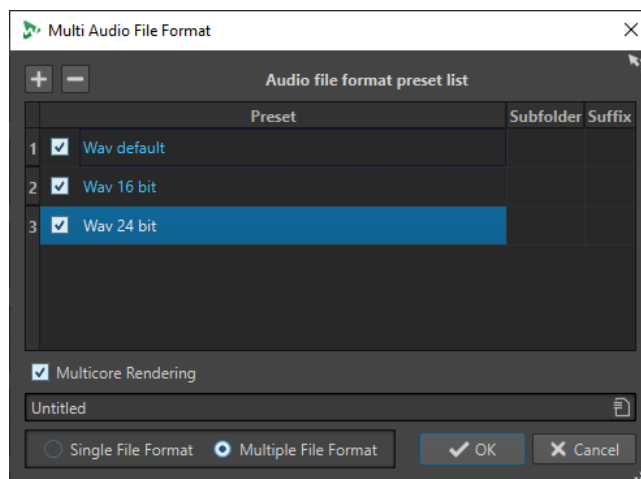 Multi Audio File Format
Audio file format preset list
Preset Subfolder Suffix
1 Wav default
2 Wav 16 bit
3 Wav 24 bit
Multicore Rendering
Untitled
Single File Format Multiple File Format OK Cancel